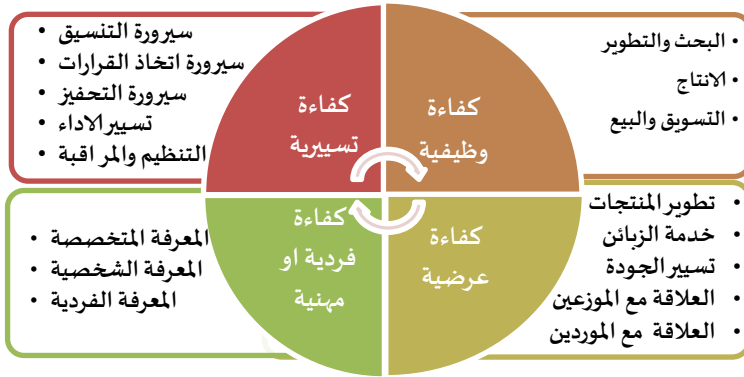 • البحث والتطوير
• الانتاج
• التسويق والبيع
كفاءة
وظيفية
كفاءة
تسييرية
• سيرورة التنسيق
• سيرورة اتخاذ القرارات
• سيرورة التحفيز
• تسيير الاداء
• التنظيم والمراقبة
• تطوير المنتجات
• خدمة الزبائن
• تسيير الجودة
• العلاقة مع الموزعين
• العلاقة مع الموردين
كفاءة
عرضية
كفاءة
فردية او
مهنية
• المعرفة المتخصصة
• المعرفة الشخصية
• المعرفة الفردية